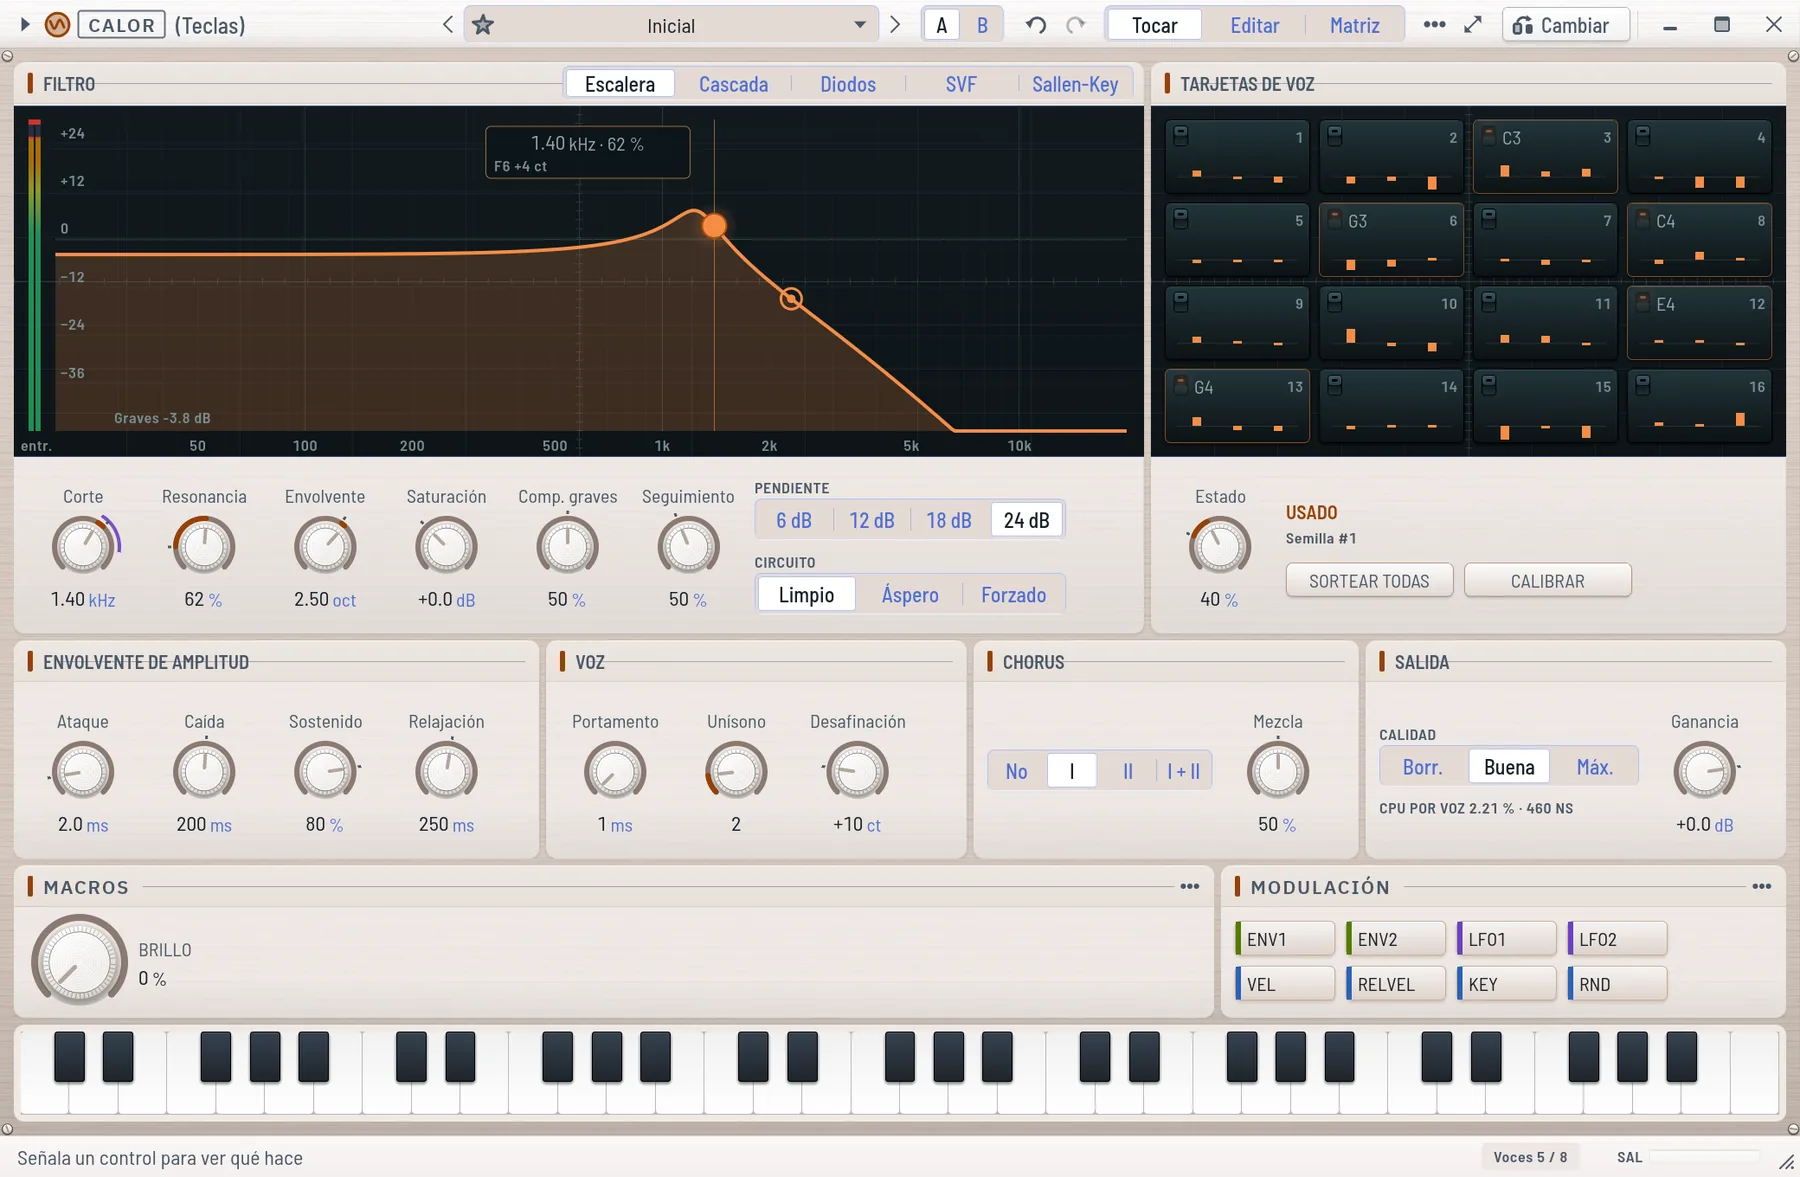 CALOR (Teclas)
Inicial
A B
Tocar Editar Matriz
Cambiar
FILTRO
Escalera Cascada Diodos SVF Sallen-Key
+24
+12
0
-12
-24
-36
1.40 kHz · 62 %
F6 +4 ct
Graves -3.8 dB
entr. 50 100 200 500 1k 2k 5k 10k
TARJETAS DE VOZ
1 2 C3 3 4
5 G3 6 7 C4 8
9 10 11 E4 12
G4 13 14 15 16
Corte Resonancia Envolvente Saturación Comp. graves Seguimiento
1.40 kHz 62 % 2.50 oct +0.0 dB 50 % 50 %
PENDIENTE
6 dB 12 dB 18 dB 24 dB
CIRCUITO
Limpio Áspero Forzado
Estado
40 %
USADO
Semilla #1
SORTEAR TODAS CALIBRAR
ENVOLVENTE DE AMPLITUD
Ataque Caída Sostenido Relajación
2.0 ms 200 ms 80 % 250 ms
VOZ
Portamento Unísono Desafinación
1 ms 2 +10 ct
CHORUS
No I II I + II
Mezcla
50 %
SALIDA
CALIDAD
Borr. Buena Máx.
CPU POR VOZ 2.21 % · 460 NS
Ganancia
+0.0 dB
MACROS
BRILLO
0 %
MODULACIÓN
ENV1 ENV2 LFO1 LFO2
VEL RELVEL KEY RND
Señala un control para ver qué hace
Voces 5 / 8
SAL